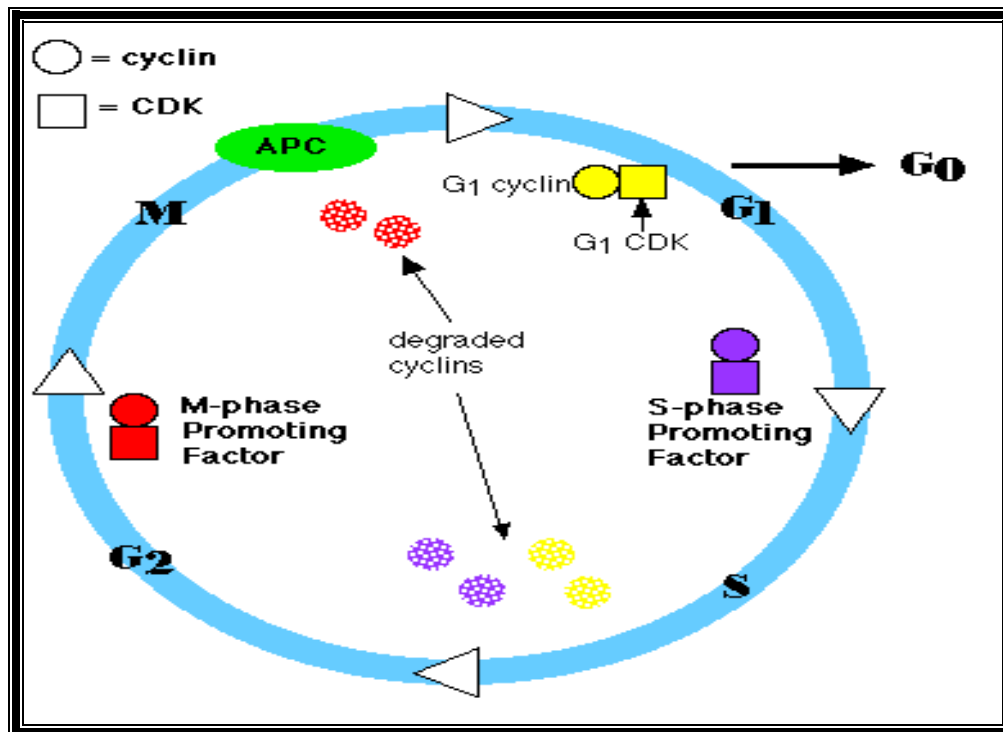 = cyclin
= CDK
APC
G1 cyclin
G0
M
G1
G1 CDK
degraded
cyclins
M-phase
Promoting
Factor
S-phase
Promoting
Factor
G2
S